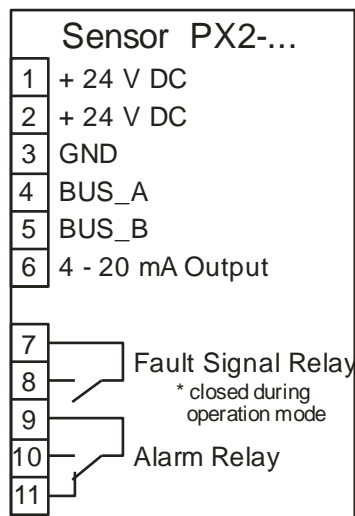 Sensor PX2-...
1 + 24 V DC
2 + 24 V DC
3 GND
4 BUS_A
5 BUS_B
6 4 - 20 mA Output
7
Fault Signal Relay
8
* closed during
operation mode
9
10 Alarm Relay
11